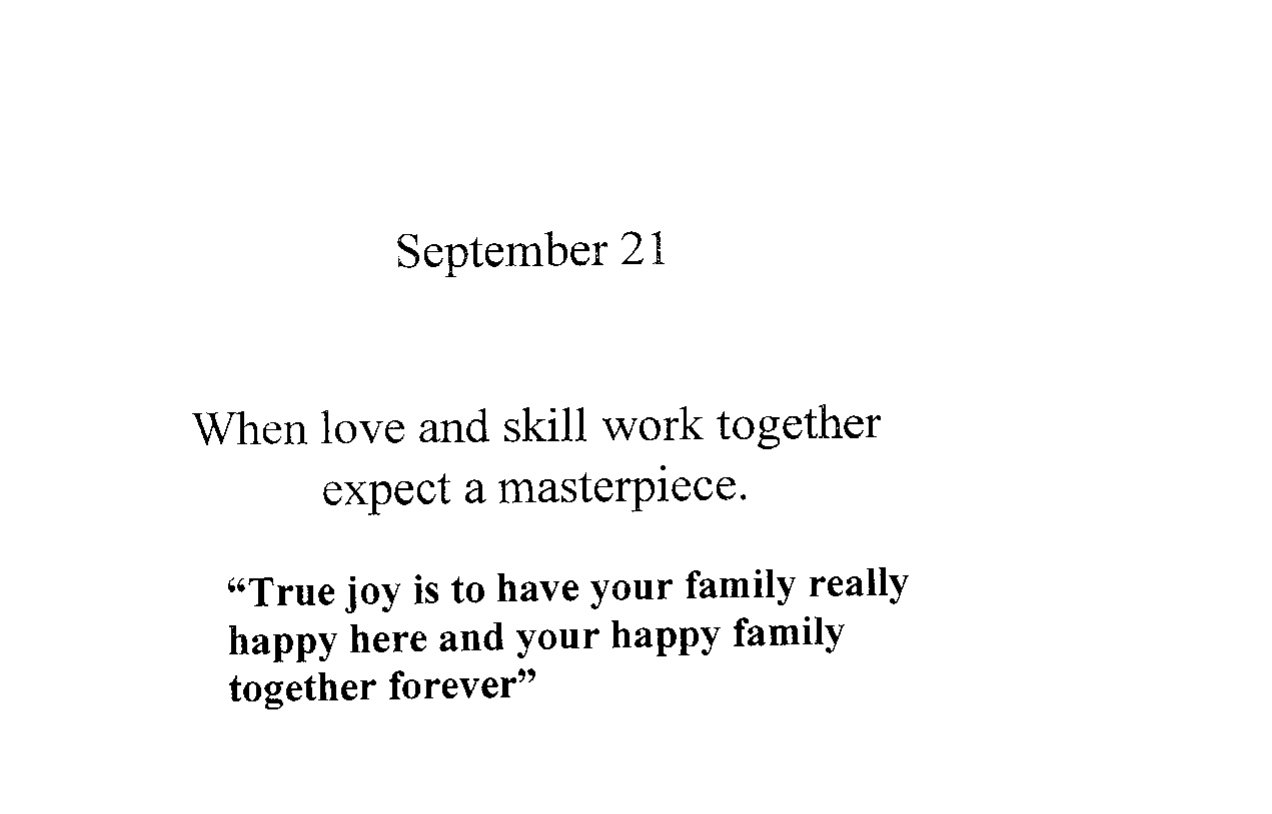 September 21
When love and skill work together
expect a masterpiece.
“True joy is to have your family really
happy here and your happy family
together forever”